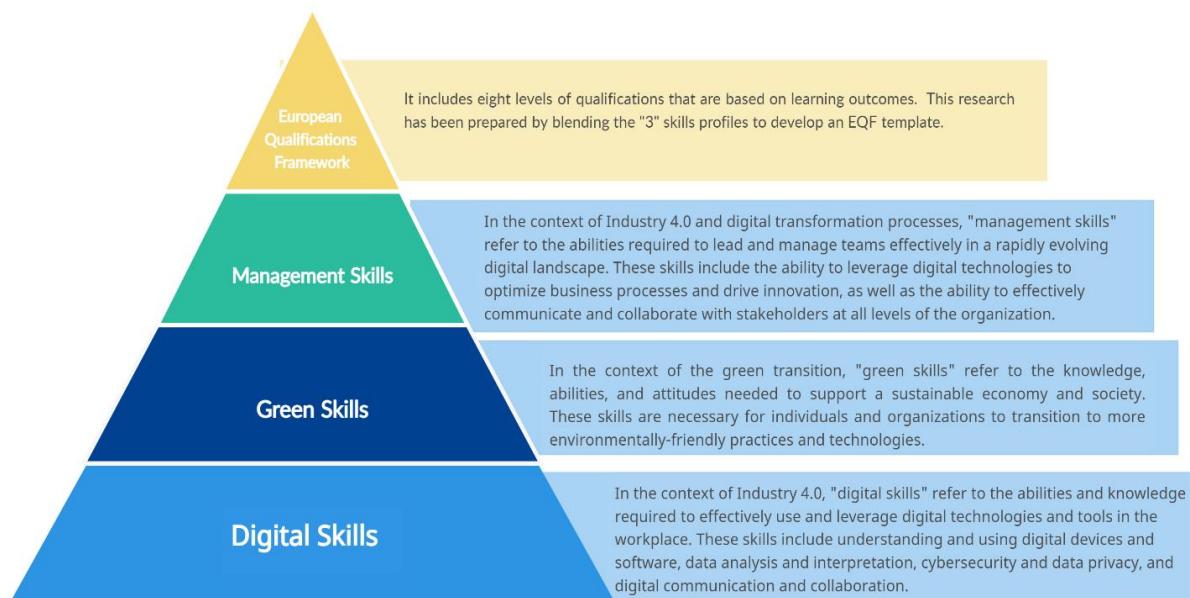 European
Qualifications
Framework
It includes eight levels of qualifications that are based on learning outcomes. This research
has been prepared by blending the "3" skills profiles to develop an EQF template.
Management Skills
In the context of Industry 4.0 and digital transformation processes, "management skills"
refer to the abilities required to lead and manage teams effectively in a rapidly evolving
digital landscape. These skills include the ability to leverage digital technologies to
optimize business processes and drive innovation, as well as the ability to effectively
communicate and collaborate with stakeholders at all levels of the organization.
Green Skills
In the context of the green transition, "green skills" refer to the knowledge,
abilities, and attitudes needed to support a sustainable economy and society.
These skills are necessary for individuals and organizations to transition to more
environmentally-friendly practices and technologies.
Digital Skills
In the context of Industry 4.0, "digital skills" refer to the abilities and knowledge
required to effectively use and leverage digital technologies and tools in the
workplace. These skills include understanding and using digital devices and
software, data analysis and interpretation, cybersecurity and data privacy, and
digital communication and collaboration.